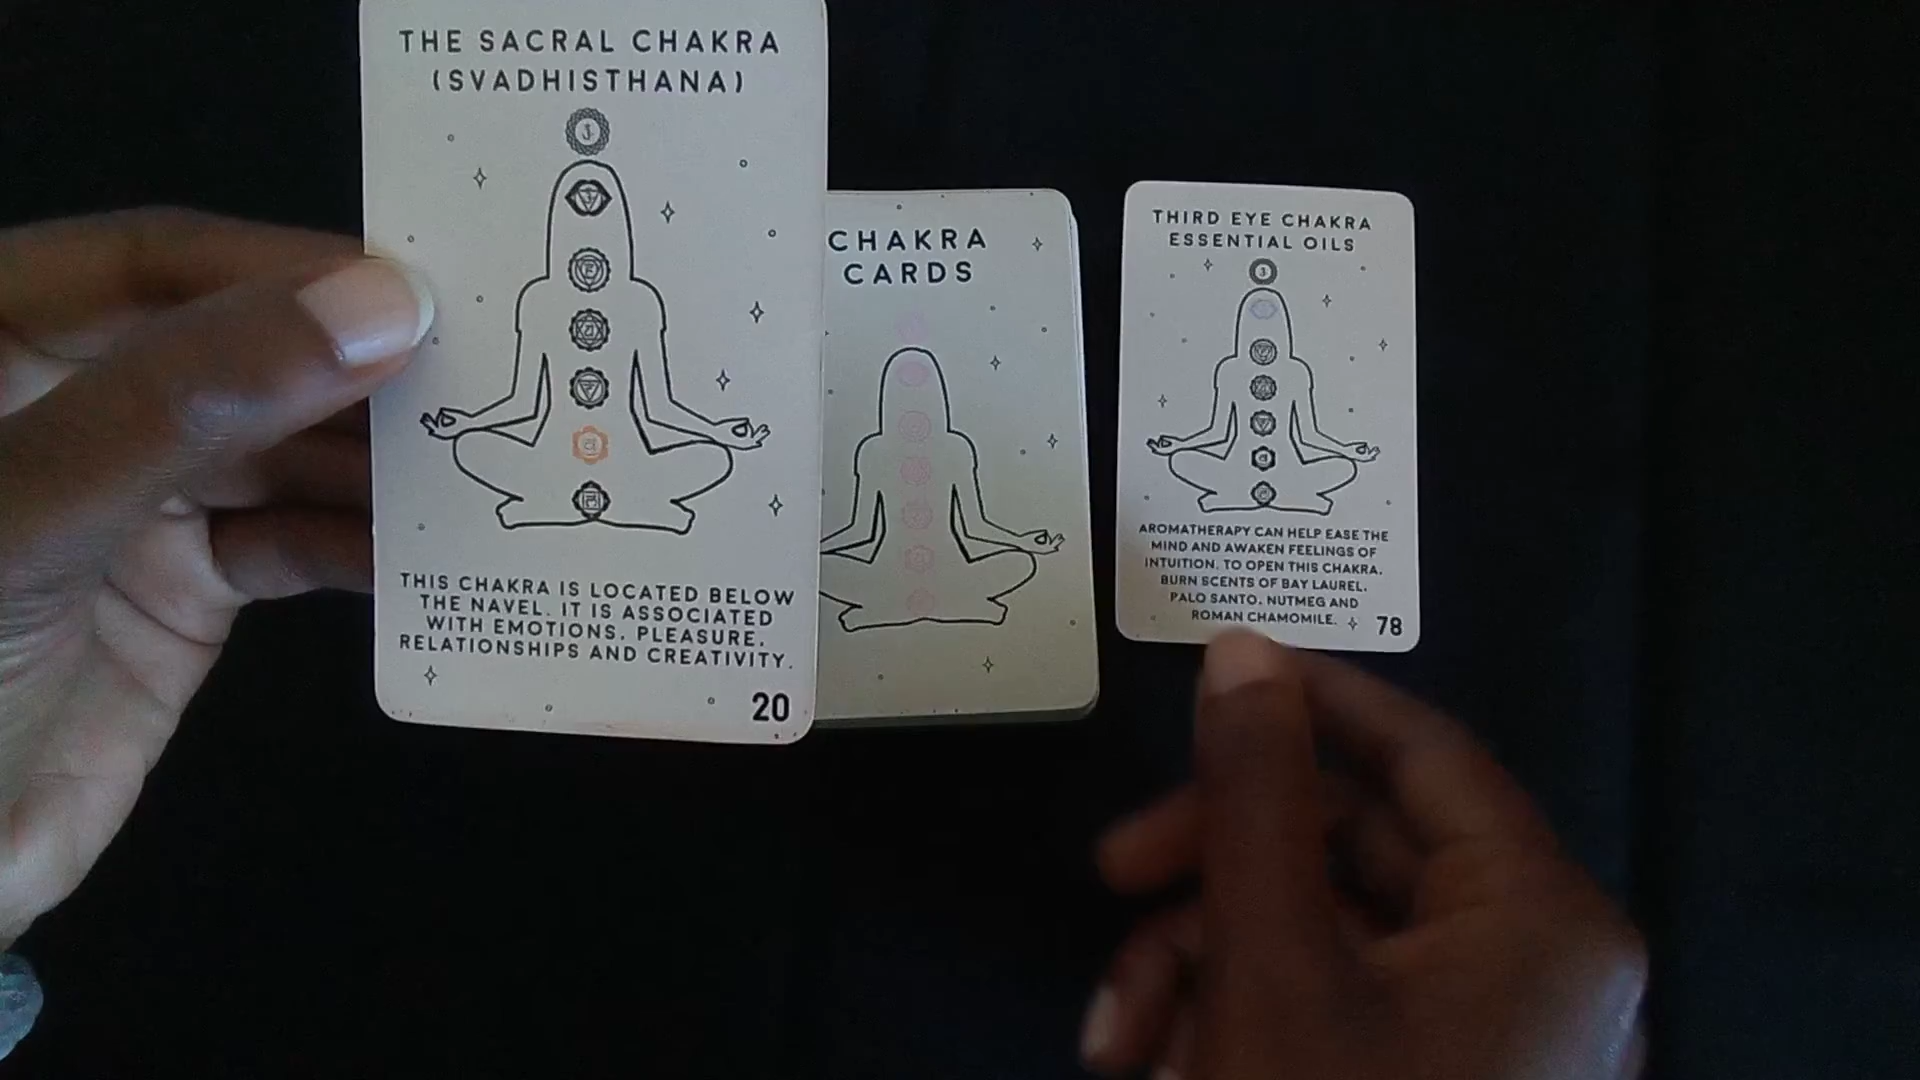 THE SACRAL CHAKRA
(SVADHISTHANA)
THIS CHAKRA IS LOCATED BELOW
THE NAVEL. IT IS ASSOCIATED
WITH EMOTIONS, PLEASURE,
RELATIONSHIPS AND CREATIVITY.
20
CHAKRA
CARDS
THIRD EYE CHAKRA
ESSENTIAL OILS
AROMATHERAPY CAN HELP EASE THE
MIND AND AWAKEN FEELINGS OF
INTUITION. TO OPEN THIS CHAKRA,
BURN SCENTS OF BAY LAUREL,
PALO SANTO, NUTMEG AND
ROMAN CHAMOMILE.
78